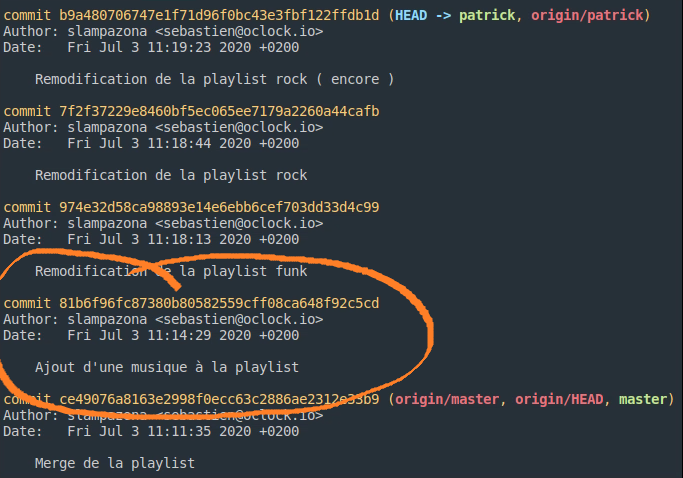 commit b9a480706747e1f71d96f0bc43e3fbf122ffdb1d (HEAD -> patrick, origin/patrick)
Author: slampazona <sebastien@oclock.io>
Date:   Fri Jul 3 11:19:23 2020 +0200
Remodification de la playlist rock ( encore )
commit 7f2f37229e8460bf5ec065ee7179a2260a44cafb
Author: slampazona <sebastien@oclock.io>
Date:   Fri Jul 3 11:18:44 2020 +0200
Remodification de la playlist rock
commit 974e32d58ca98893e14e6ebb6cef703dd33d4c99
Author: slampazona <sebastien@oclock.io>
Date:   Fri Jul 3 11:18:13 2020 +0200
Remodification de la playlist funk
commit 81b6f96fc87380b80582559cff08ca648f92c5cd
Author: slampazona <sebastien@oclock.io>
Date:   Fri Jul 3 11:14:29 2020 +0200
Ajout d'une musique à la playlist
commit (origin/master, origin/HEAD, master)
Author: slampazona <sebastien@oclock.io>
Date:   Fri Jul 3 11:11:35 2020 +0200
Merge de la playlist